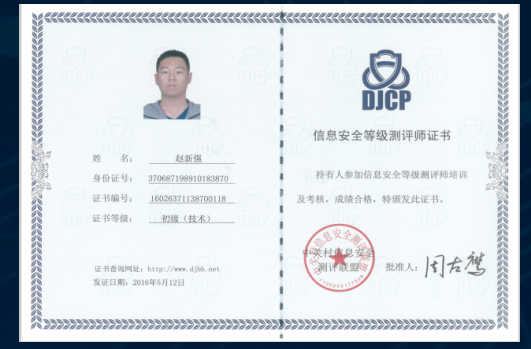 姓 名： 赵新强
身份证号： 370687198910183870
证书编号： 16026371138700118
证书等级： 初级（技术）
证书查询网址：http://www.djbh.net
发证日期：2016年5月12日
DJCP
信息安全等级测评师证书
持有人参加信息安全等级测评师培训
及考核，成绩合格，特颁发此证书。
中关村信息安全
测评联盟
批准人：